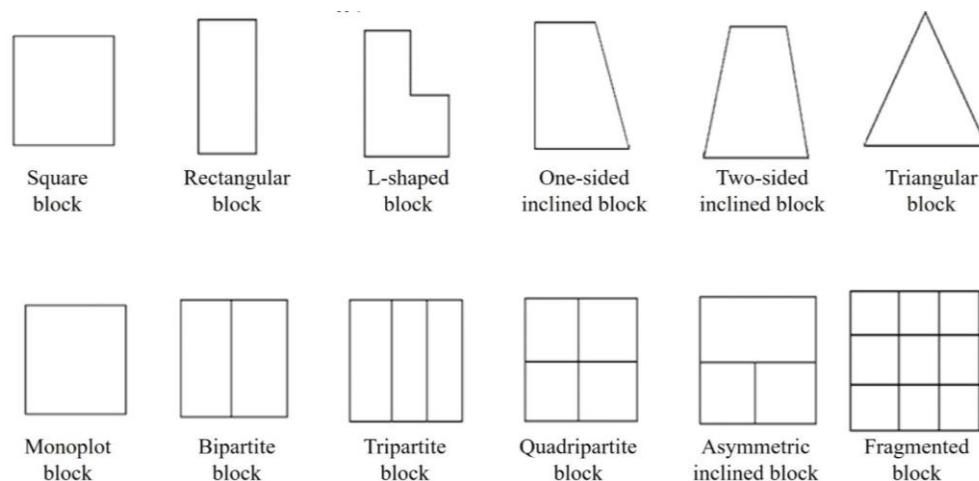 Square
block
Rectangular
block
L-shaped
block
One-sided
inclined block
Two-sided
inclined block
Triangular
block
Monoplot
block
Bipartite
block
Tripartite
block
Quadripartite
block
Asymmetric
inclined block
Fragmented
block